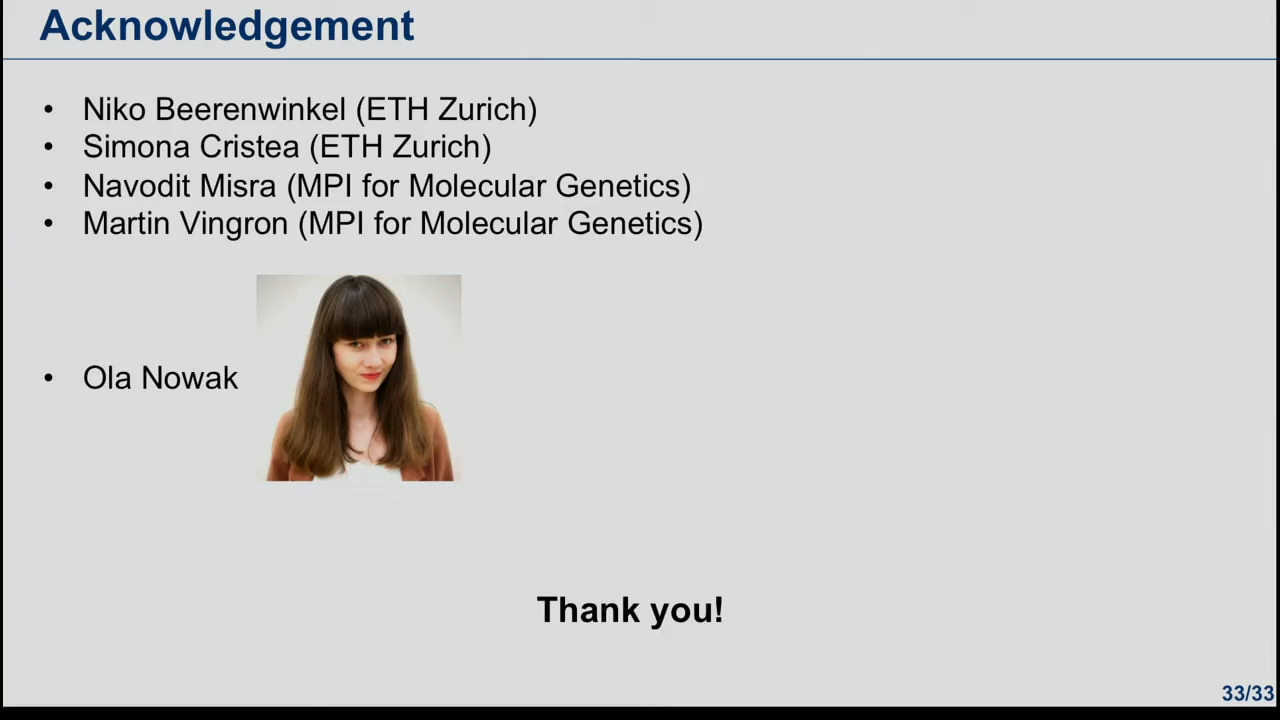 Acknowledgement
• Niko Beerenwinkel (ETH Zurich)
• Simona Cristea (ETH Zurich)
• Navodit Misra (MPI for Molecular Genetics)
• Martin Vingron (MPI for Molecular Genetics)
• Ola Nowak
Thank you!
33/33